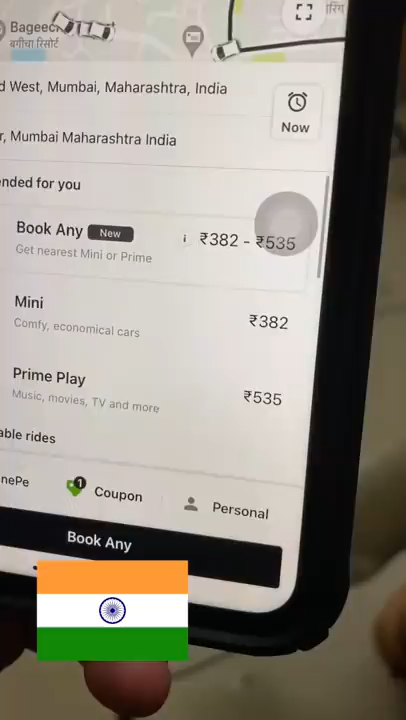 Bageec
बगीचा रिसोर्ट
d West, Mumbai, Maharashtra, India
Now
r, Mumbai Maharashtra India
nded for you
Book Any New i ₹382 - ₹535
Get nearest Mini or Prime
Mini ₹382
Comfy, economical cars
Prime Play ₹535
Music, movies, TV and more
able rides
nePe 1 Coupon Personal
Book Any